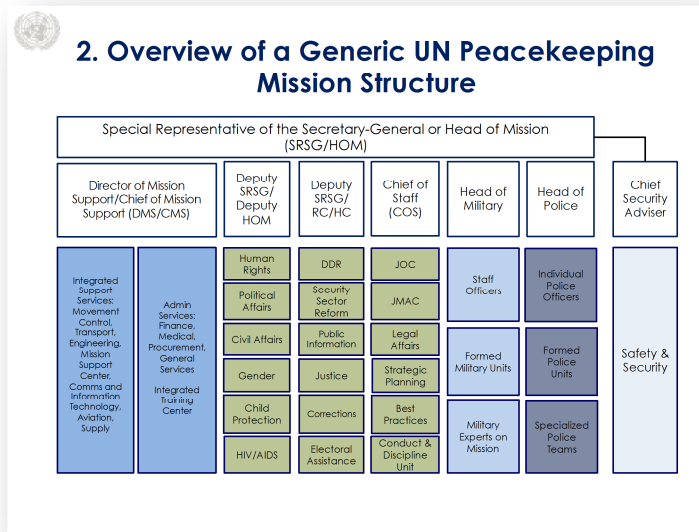 2. Overview of a Generic UN Peacekeeping
Mission Structure
Special Representative of the Secretary-General or Head of Mission
(SRSG/HOM)
Director of Mission
Support/Chief of Mission
Support (DMS/CMS)
Deputy
SRSG/
Deputy
HOM
Deputy
SRSG/
RC/HC
Chief of
Staff
(COS)
Head of
Military
Head of
Police
Chief
Security
Adviser
Integrated
Support
Services:
Movement
Control,
Transport,
Engineering,
Mission
Support
Center,
Comms and
Information
Technology,
Aviation,
Supply
Admin
Services:
Finance,
Medical,
Procurement,
General
Services
Integrated
Training
Center
Human
Rights
Political
Affairs
Civil Affairs
Gender
Child
Protection
HIV/AIDS
DDR
Security
Sector
Reform
Public
Information
Justice
Corrections
Electoral
Assistance
JOC
JMAC
Legal
Affairs
Strategic
Planning
Best
Practices
Conduct &
Discipline
Unit
Staff
Officers
Formed
Military Units
Military
Experts on
Mission
Individual
Police
Officers
Formed
Police
Units
Specialized
Police
Teams
Safety &
Security